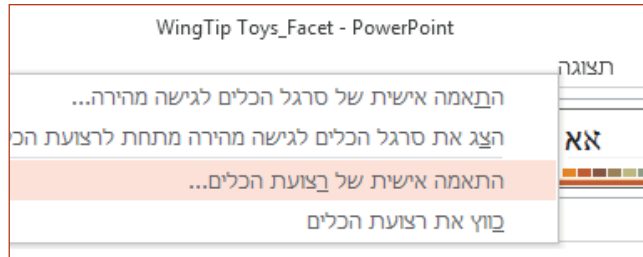 WingTip Toys_Facet - PowerPoint
תצוגה
התאמה אישית של סרגל הכלים לגישה מהירה...
הצג את סרגל הכלים לגישה מהירה מתחת לרצועת
אא
התאמה אישית של רצועת הכלים...
כווץ את רצועת הכלים